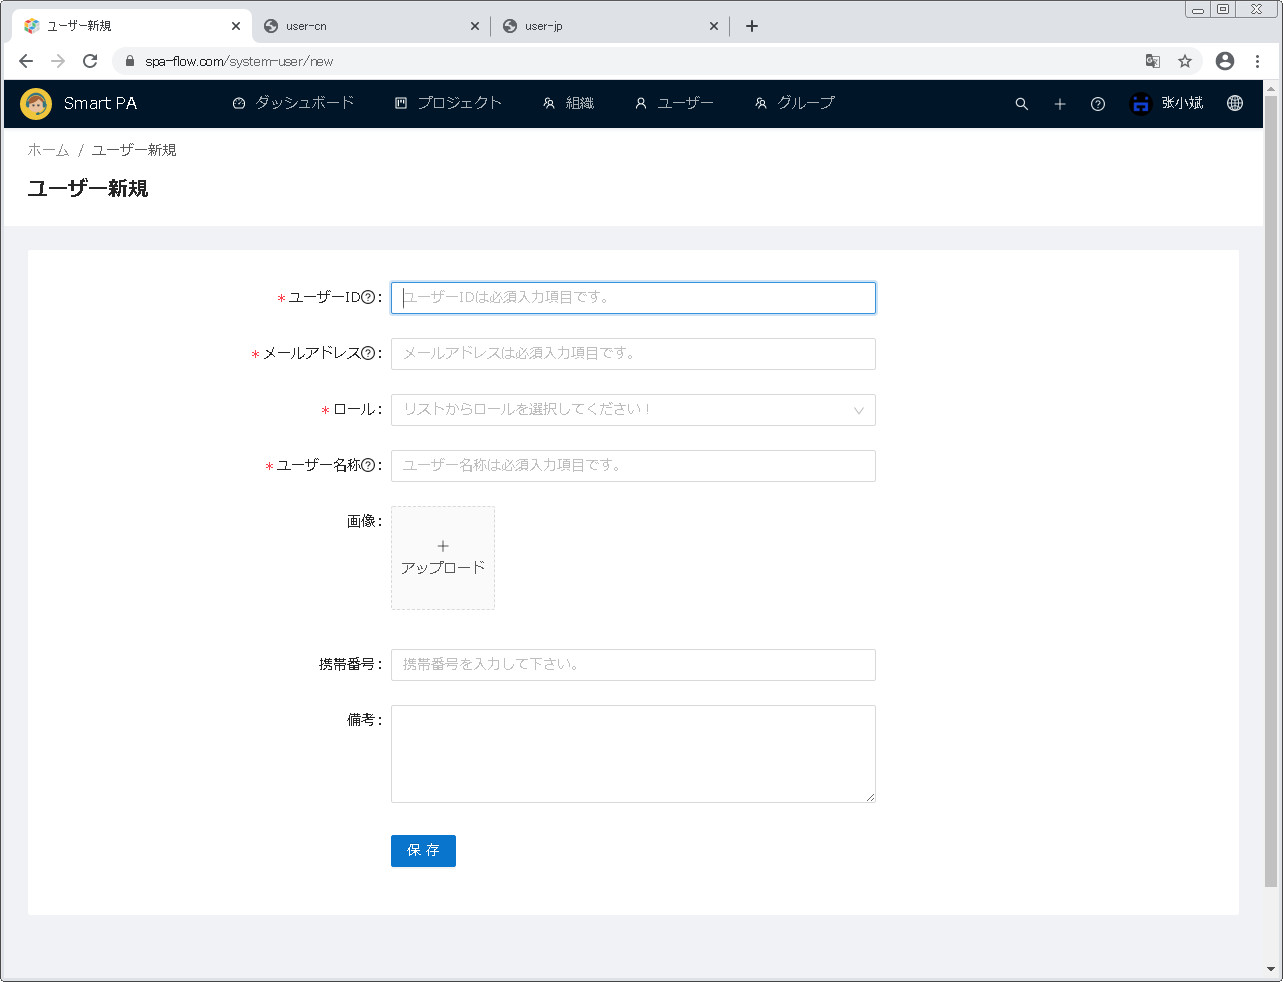 ユーザー新規
user-cn
user-jp
spa-flow.com/system-user/new
Smart PA
ダッシュボード
プロジェクト
組織
ユーザー
グループ
张小斌
ホーム / ユーザー新規
ユーザー新規
* ユーザーID:
ユーザーIDは必須入力項目です。
* メールアドレス:
メールアドレスは必須入力項目です。
* ロール:
リストからロールを選択してください！
* ユーザー名称:
ユーザー名称は必須入力項目です。
画像:
+
アップロード
携帯番号:
携帯番号を入力して下さい。
備考:
保 存